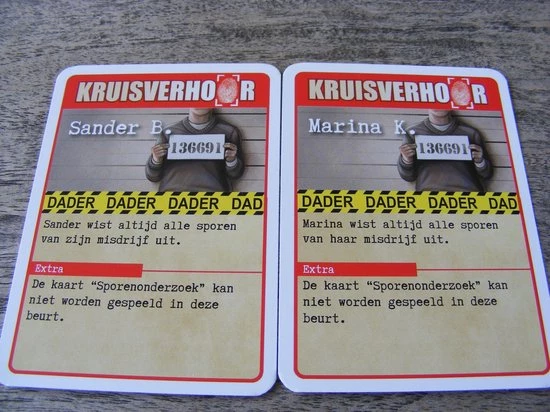 KRUISVERHOOR
Sander B.
136691
DADER DADER DADER DAD
Sander wist altijd alle sporen
van zijn misdrijf uit.
Extra
De kaart “Sporenonderzoek” kan
niet worden gespeeld in deze
beurt.
KRUISVERHOOR
Marina K.
136691
DADER DADER DADER DAD
Marina wist altijd alle sporen
van haar misdrijf uit.
Extra
De kaart “Sporenonderzoek” kan
niet worden gespeeld in deze
beurt.